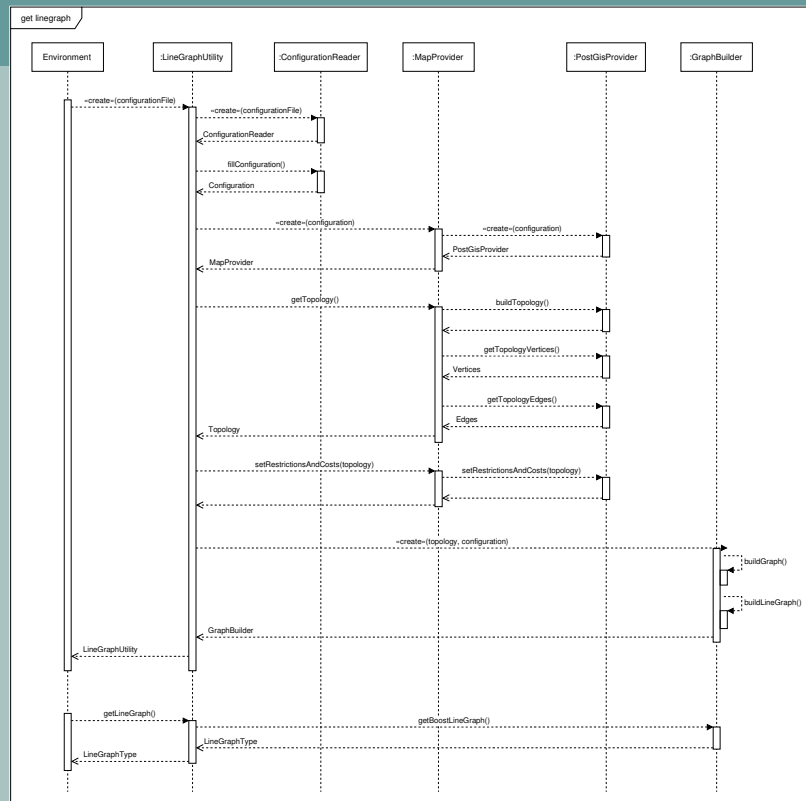 get linegraph
Environment
:LineGraphUtility
:ConfigurationReader
:MapProvider
:PostGisProvider
:GraphBuilder
«create»(configurationFile)
«create»(configurationFile)
ConfigurationReader
fillConfiguration()
Configuration
«create»(configuration)
«create»(configuration)
PostGisProvider
MapProvider
getTopology()
buildTopology()
getTopologyVertices()
Vertices
getTopologyEdges()
Edges
Topology
setRestrictionsAndCosts(topology)
setRestrictionsAndCosts(topology)
«create»(topology, configuration)
buildGraph()
buildLineGraph()
GraphBuilder
LineGraphUtility
getLineGraph()
getBoostLineGraph()
LineGraphType
LineGraphType